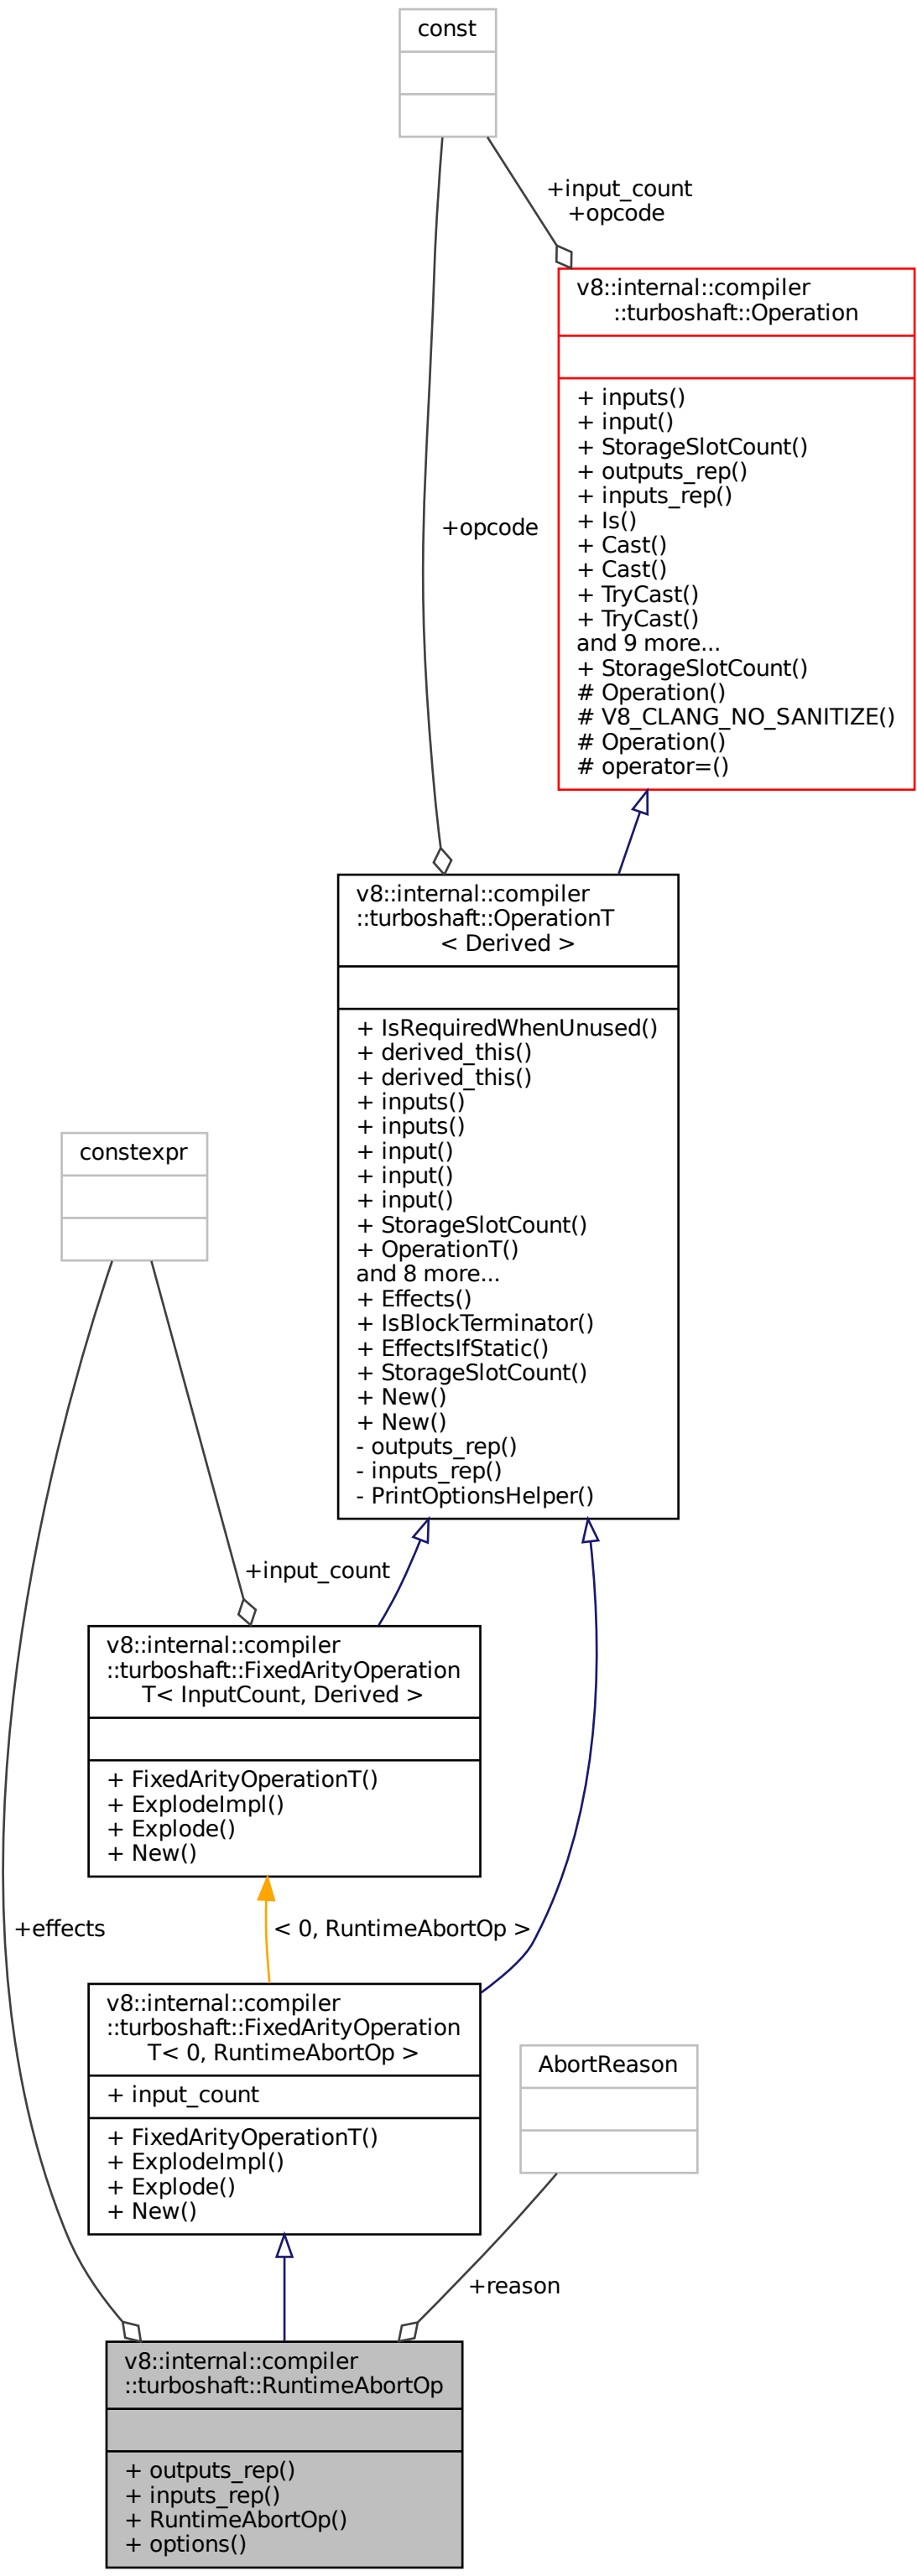 const
+input_count
+opcode
v8::internal::compiler
::turboshaft::Operation
+ inputs()
+ input()
+ StorageSlotCount()
+ outputs_rep()
+ inputs_rep()
+ Is()
+ Cast()
+ Cast()
+ TryCast()
+ TryCast()
and 9 more...
+ StorageSlotCount()
# Operation()
# V8_CLANG_NO_SANITIZE()
# Operation()
# operator=()
+opcode
v8::internal::compiler
::turboshaft::OperationT
< Derived >
+ IsRequiredWhenUnused()
+ derived_this()
+ derived_this()
+ inputs()
+ inputs()
+ input()
+ input()
+ input()
+ StorageSlotCount()
+ OperationT()
and 8 more...
+ Effects()
+ IsBlockTerminator()
+ EffectsIfStatic()
+ StorageSlotCount()
+ New()
+ New()
- outputs_rep()
- inputs_rep()
- PrintOptionsHelper()
constexpr
+input_count
v8::internal::compiler
::turboshaft::FixedArityOperation
T< InputCount, Derived >
+ FixedArityOperationT()
+ ExplodeImpl()
+ Explode()
+ New()
+effects
< 0, RuntimeAbortOp >
v8::internal::compiler
::turboshaft::FixedArityOperation
T< 0, RuntimeAbortOp >
+ input_count
+ FixedArityOperationT()
+ ExplodeImpl()
+ Explode()
+ New()
AbortReason
+reason
v8::internal::compiler
::turboshaft::RuntimeAbortOp
+ outputs_rep()
+ inputs_rep()
+ RuntimeAbortOp()
+ options()